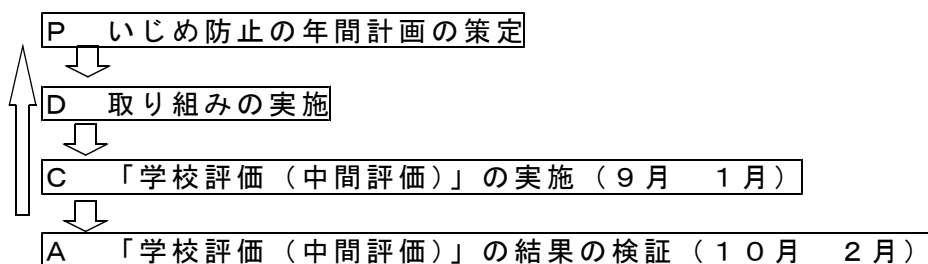 P　いじめ防止の年間計画の策定
D　取り組みの実施
C　「学校評価（中間評価）」の実施（９月　１月）
A　「学校評価（中間評価）」の結果の検証（１０月　２月）